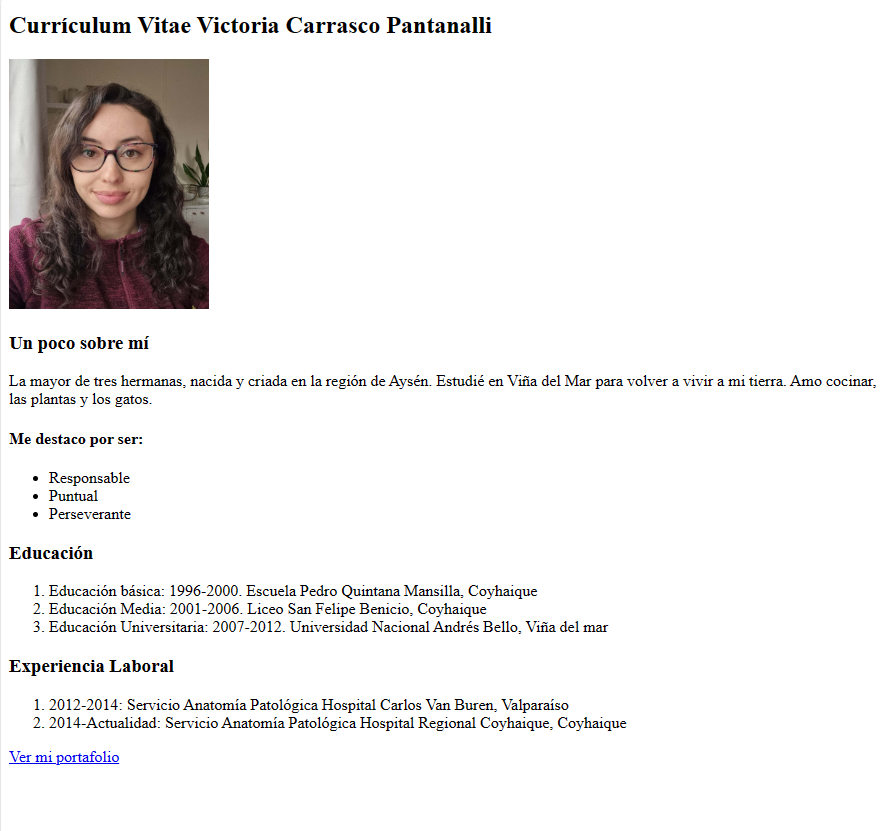 Currículum Vitae Victoria Carrasco Pantanalli
Un poco sobre mí
La mayor de tres hermanas, nacida y criada en la región de Aysén. Estudié en Viña del Mar para volver a vivir a mi tierra. Amo cocinar,
las plantas y los gatos.
Me destaco por ser:
• Responsable
• Puntual
• Perseverante
Educación
1. Educación básica: 1996-2000. Escuela Pedro Quintana Mansilla, Coyhaique
2. Educación Media: 2001-2006. Liceo San Felipe Benicio, Coyhaique
3. Educación Universitaria: 2007-2012. Universidad Nacional Andrés Bello, Viña del mar
Experiencia Laboral
1. 2012-2014: Servicio Anatomía Patológica Hospital Carlos Van Buren, Valparaíso
2. 2014-Actualidad: Servicio Anatomía Patológica Hospital Regional Coyhaique, Coyhaique
Ver mi portafolio